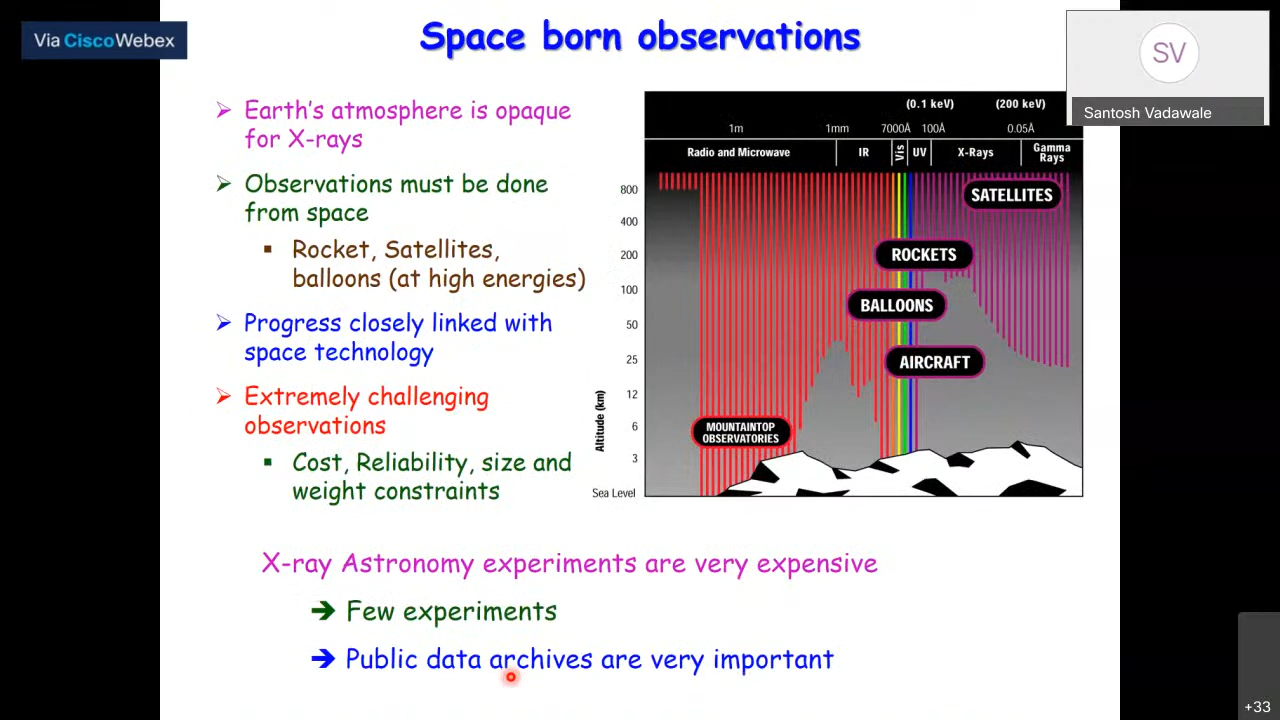 Via Cisco Webex
Space born observations
SV
Santosh Vadawale
➢ Earth's atmosphere is opaque
for X-rays
➢ Observations must be done
from space
▪ Rocket, Satellites,
balloons (at high energies)
➢ Progress closely linked with
space technology
➢ Extremely challenging
observations
▪ Cost, Reliability, size and
weight constraints
(0.1 keV) (200 keV)
1m 1mm 7000Å 100Å 0.05Å
Radio and Microwave IR Vis UV X-Rays Gamma
Rays
800
400
200
100
50
25
12
6
3
Sea Level
Altitude (km)
SATELLITES
ROCKETS
BALLOONS
AIRCRAFT
MOUNTAINTOP
OBSERVATORIES
X-ray Astronomy experiments are very expensive
➔ Few experiments
➔ Public data archives are very important
+33